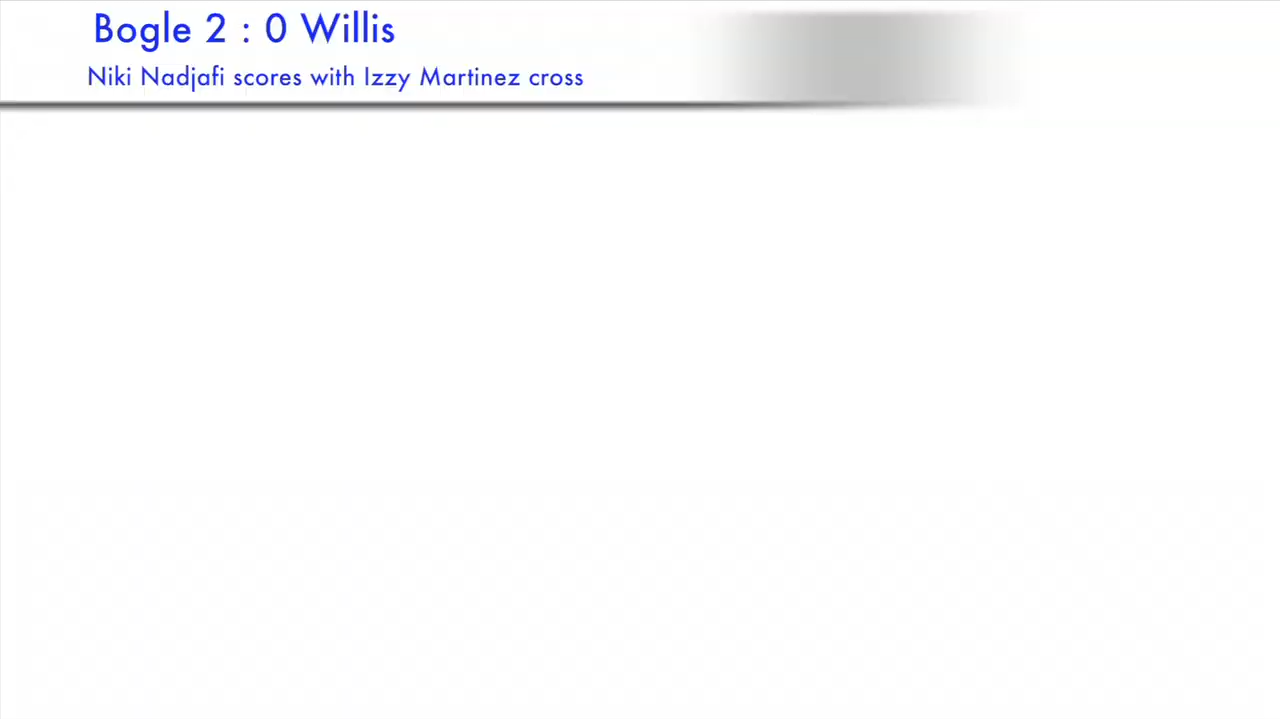 Bogle 2 : 0 Willis
Niki Nadjafi scores with Izzy Martinez cross